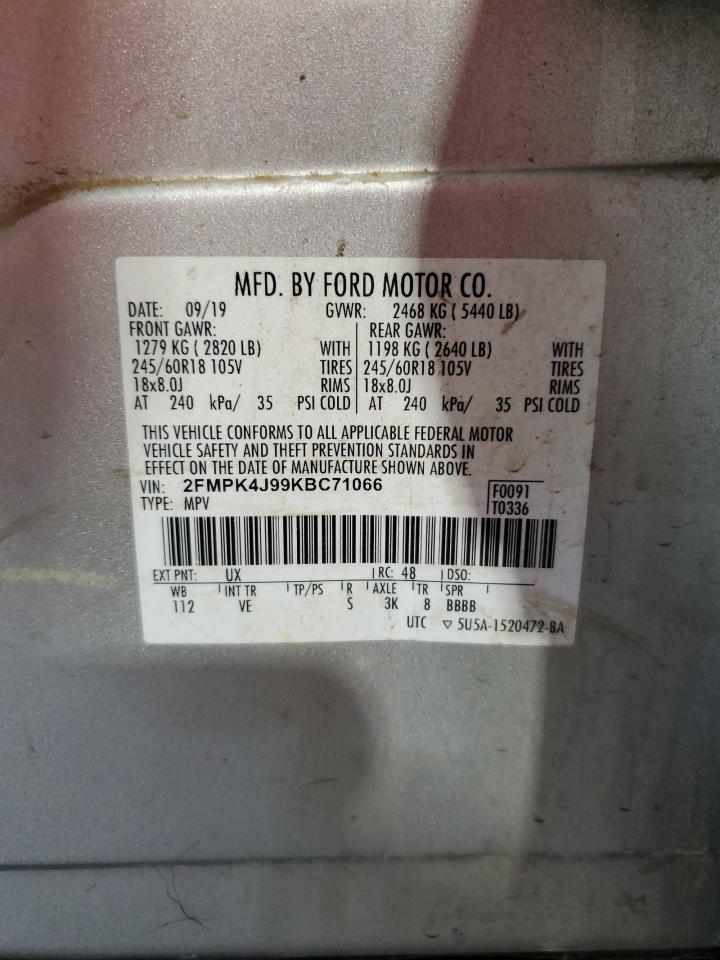 MFD. BY FORD MOTOR CO.
DATE: 09/19 GVWR: 2468 KG ( 5440 LB)
FRONT GAWR: REAR GAWR:
1279 KG ( 2820 LB) WITH 1198 KG ( 2640 LB) WITH
245/60R18 105V TIRES 245/60R18 105V TIRES
18x8.0J RIMS 18x8.0J RIMS
AT 240 kPa/ 35 PSI COLD AT 240 kPa/ 35 PSI COLD
THIS VEHICLE CONFORMS TO ALL APPLICABLE FEDERAL MOTOR
VEHICLE SAFETY AND THEFT PREVENTION STANDARDS IN
EFFECT ON THE DATE OF MANUFACTURE SHOWN ABOVE.
VIN: 2FMPK4J99KBC71066 F0091
TYPE: MPV T0336
EXT PNT: UX RC: 48 DSO:
WB INT TR TP/PS R AXLE TR SPR
112 VE S 3K 8 BBBB
UTC ▽ 5U5A-1520472-BA